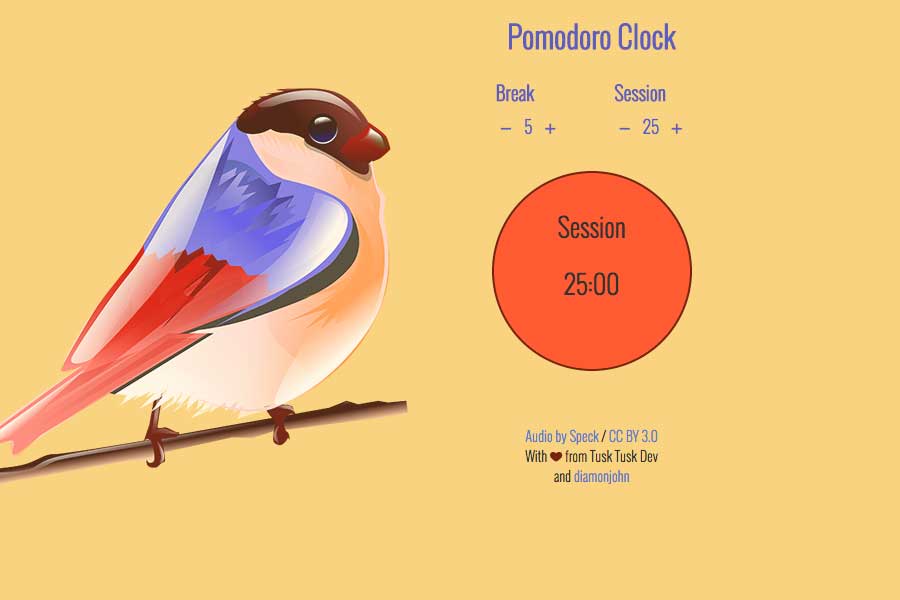 Pomodoro Clock
Break Session
– 5 + – 25 +
Session
25:00
Audio by Speck / CC BY 3.0
With ❤ from Tusk Tusk Dev
and diamonjohn